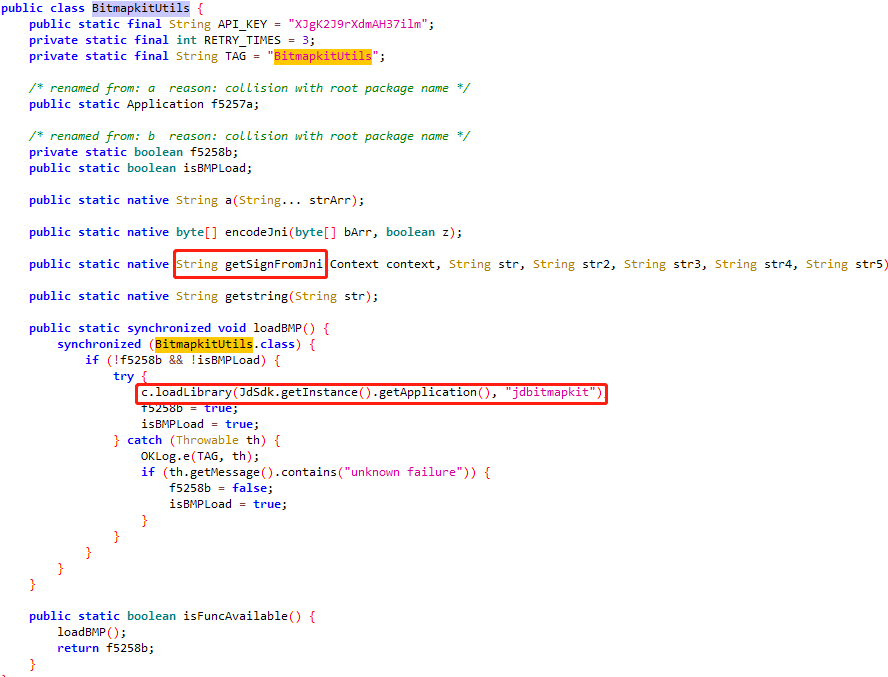 public class BitmapkitUtils {
public static final String API_KEY = "XJgK2J9rXdmAH37ilm";
private static final int RETRY_TIMES = 3;
private static final String TAG = "BitmapkitUtils";
/* renamed from: a  reason: collision with root package name */
public static Application f5257a;
/* renamed from: b  reason: collision with root package name */
private static boolean f5258b;
public static boolean isBMPLoad;
public static native String a(String... strArr);
public static native byte[] encodeJni(byte[] bArr, boolean z);
public static native String getSignFromJni(Context context, String str, String str2, String str3, String str4, String str5)
public static native String getstring(String str);
public static synchronized void loadBMP() {
synchronized (BitmapkitUtils.class) {
if (!f5258b && !isBMPLoad) {
try {
c.loadLibrary(JdSdk.getInstance().getApplication(), "jdbitmapkit")
f5258b = true;
isBMPLoad = true;
} catch (Throwable th) {
OKLog.e(TAG, th);
if (th.getMessage().contains("unknown failure")) {
f5258b = false;
isBMPLoad = true;
}
}
}
}
}
public static boolean isFuncAvailable() {
loadBMP();
return f5258b;
}